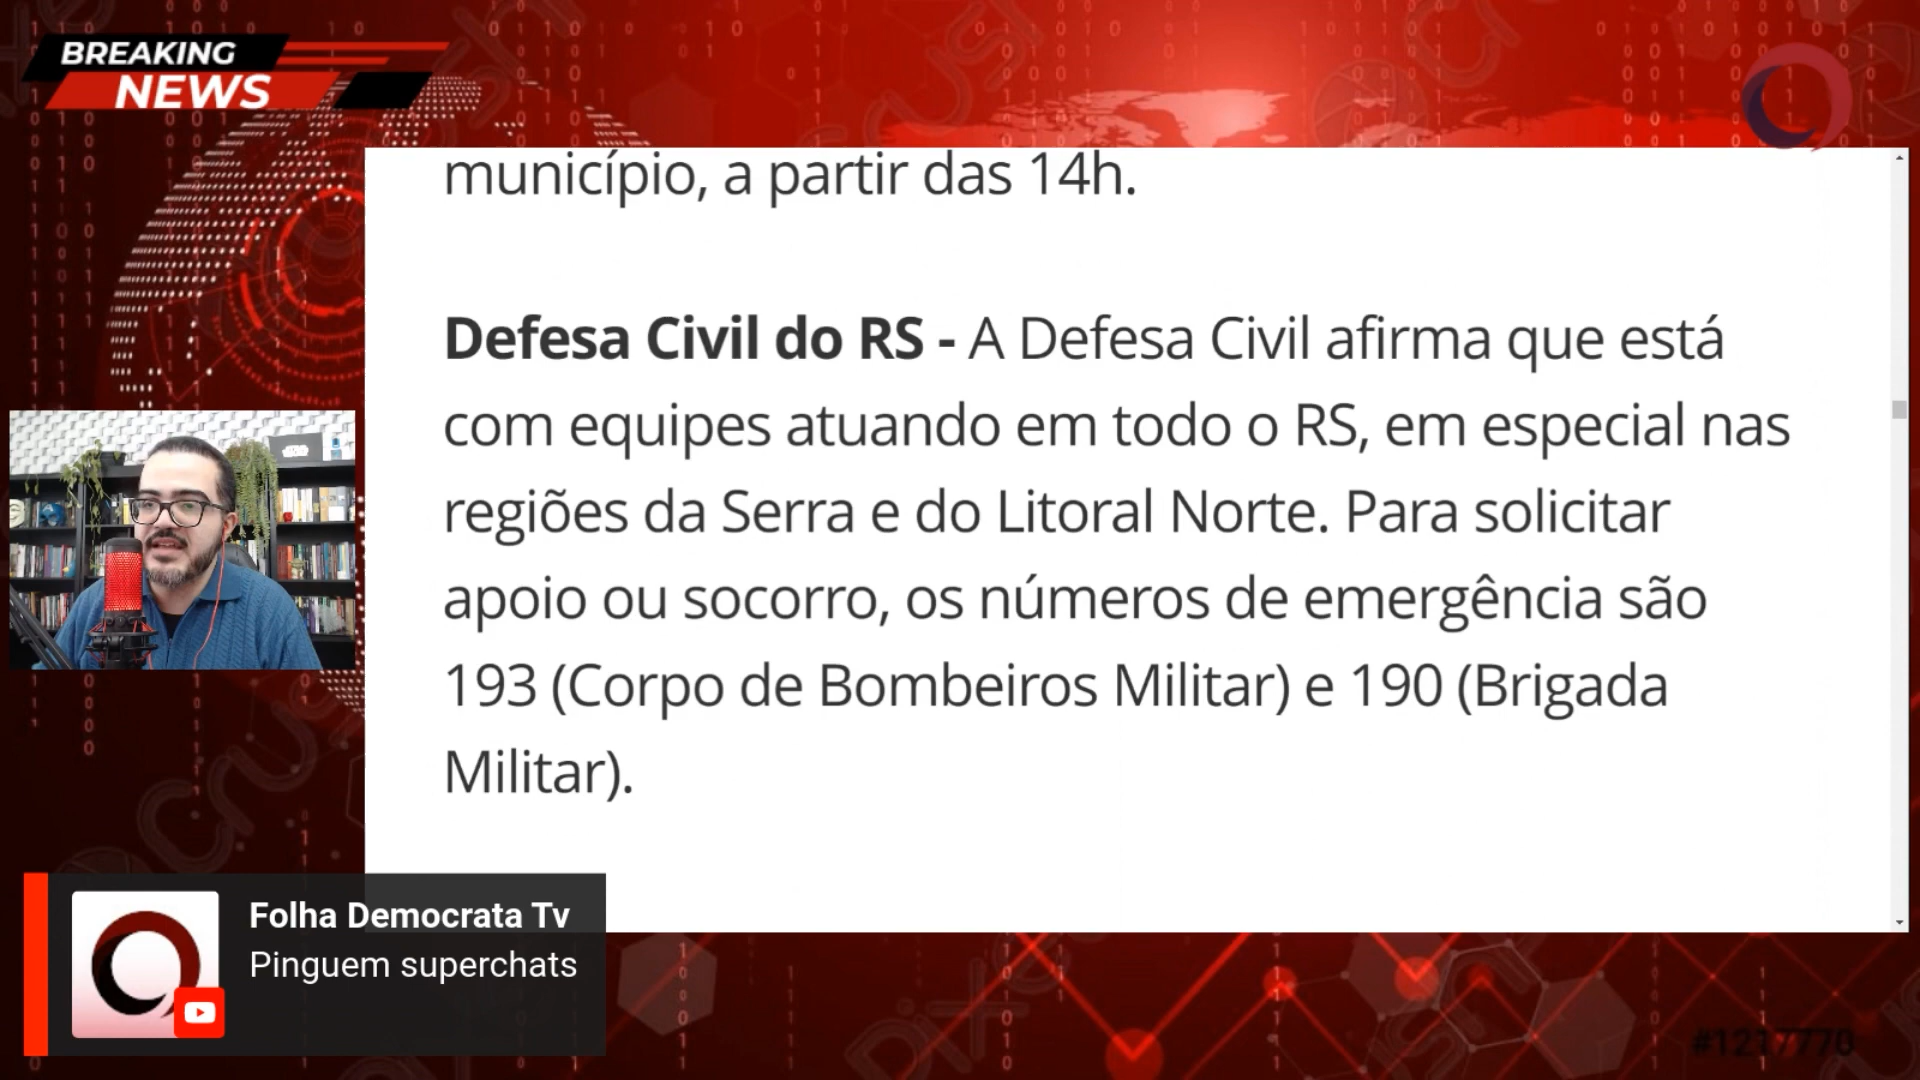 BREAKING
NEWS
município, a partir das 14h.
Defesa Civil do RS - A Defesa Civil afirma que está
com equipes atuando em todo o RS, em especial nas
regiões da Serra e do Litoral Norte. Para solicitar
apoio ou socorro, os números de emergência são
193 (Corpo de Bombeiros Militar) e 190 (Brigada
Militar).
Folha Democrata Tv
Pinguem superchats
#1217770